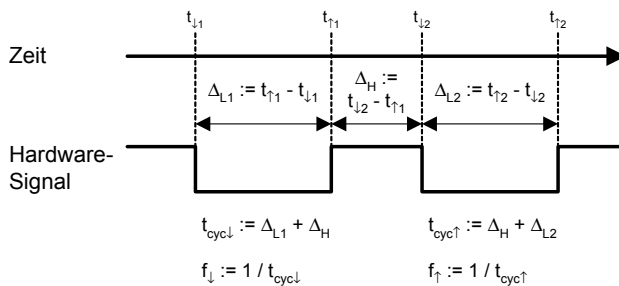 t↓1 t↑1 t↓2 t↑2
Zeit
ΔL1 := t↑1 - t↓1
ΔH :=
t↓2 - t↑1
ΔL2 := t↑2 - t↓2
Hardware-
Signal
tcyc↓ := ΔL1 + ΔH
tcyc↑ := ΔH + ΔL2
f↓ := 1 / tcyc↓
f↑ := 1 / tcyc↑